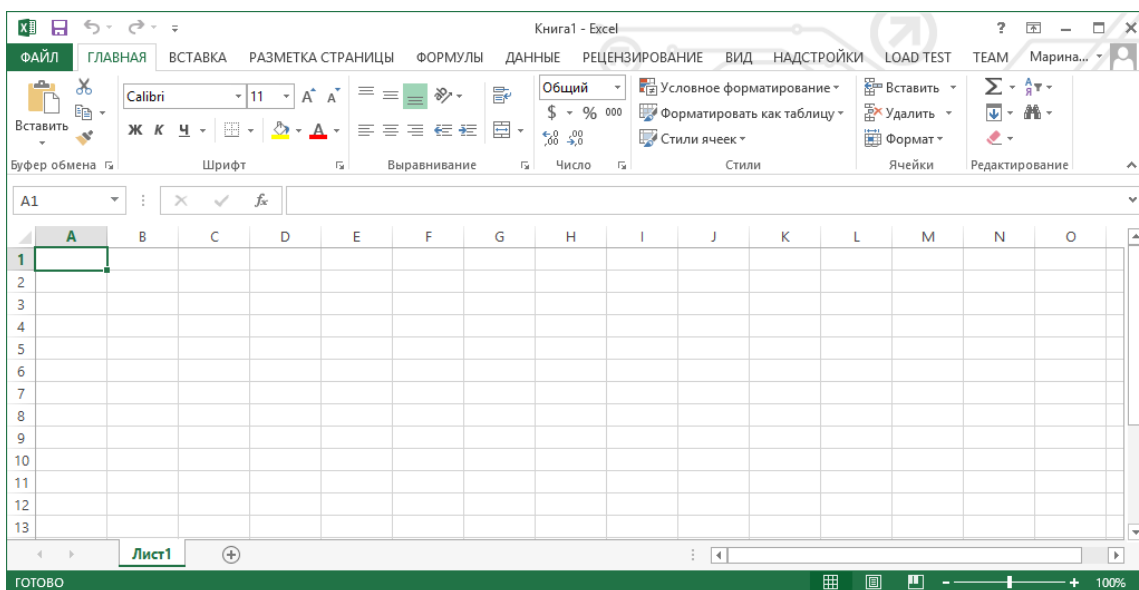 Книга1 - Excel ?
ФАЙЛ ГЛАВНАЯ ВСТАВКА РАЗМЕТКА СТРАНИЦЫ ФОРМУЛЫ ДАННЫЕ РЕЦЕНЗИРОВАНИЕ ВИД НАДСТРОЙКИ LOAD TEST TEAM Марина...
Calibri 11 Общий Условное форматирование Вставить Σ
Вставить Ж К Ч $ % 000 Форматировать как таблицу Удалить
Стили ячеек Формат
Буфер обмена Шрифт Выравнивание Число Стили Ячейки Редактирование
A1 fx
A B C D E F G H I J K L M N O
1
2
3
4
5
6
7
8
9
10
11
12
13
Лист1
ГОТОВО 100%